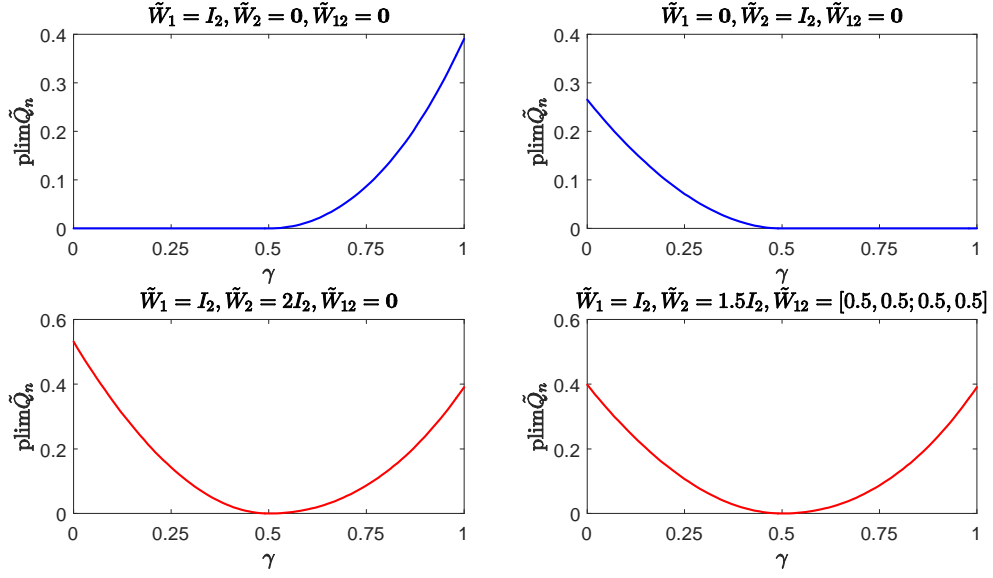 W̃₁ = I₂, W̃₂ = 0, W̃₁₂ = 0
0.4
0.3
0.2
0.1
0
plimQ̃ₙ
0 0.25 0.5 0.75 1
γ
W̃₁ = 0, W̃₂ = I₂, W̃₁₂ = 0
0.4
0.3
0.2
0.1
0
plimQ̃ₙ
0 0.25 0.5 0.75 1
γ
W̃₁ = I₂, W̃₂ = 2I₂, W̃₁₂ = 0
0.6
0.4
0.2
0
plimQ̃ₙ
0 0.25 0.5 0.75 1
γ
W̃₁ = I₂, W̃₂ = 1.5I₂, W̃₁₂ = [0.5, 0.5; 0.5, 0.5]
0.6
0.4
0.2
0
plimQ̃ₙ
0 0.25 0.5 0.75 1
γ